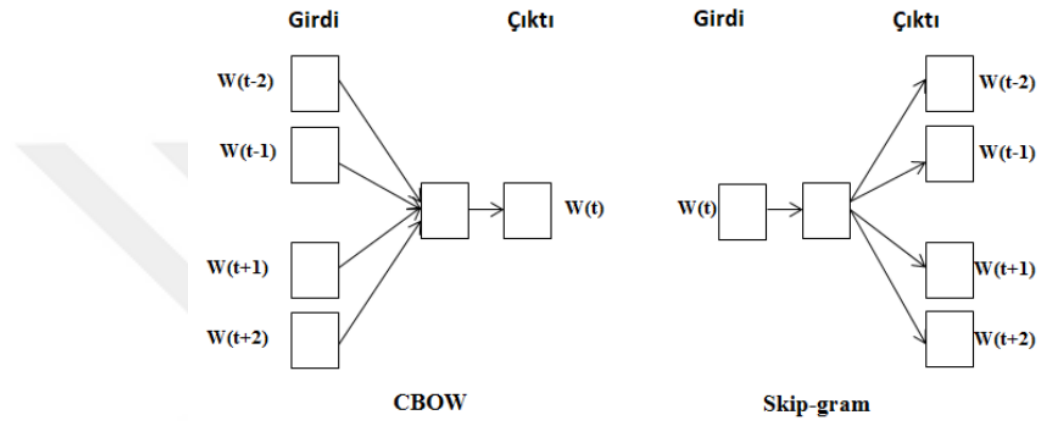 Girdi Çıktı Girdi Çıktı
W(t-2) W(t-2)
W(t-1) W(t-1)
W(t) W(t)
W(t+1) W(t+1)
W(t+2) W(t+2)
CBOW Skip-gram